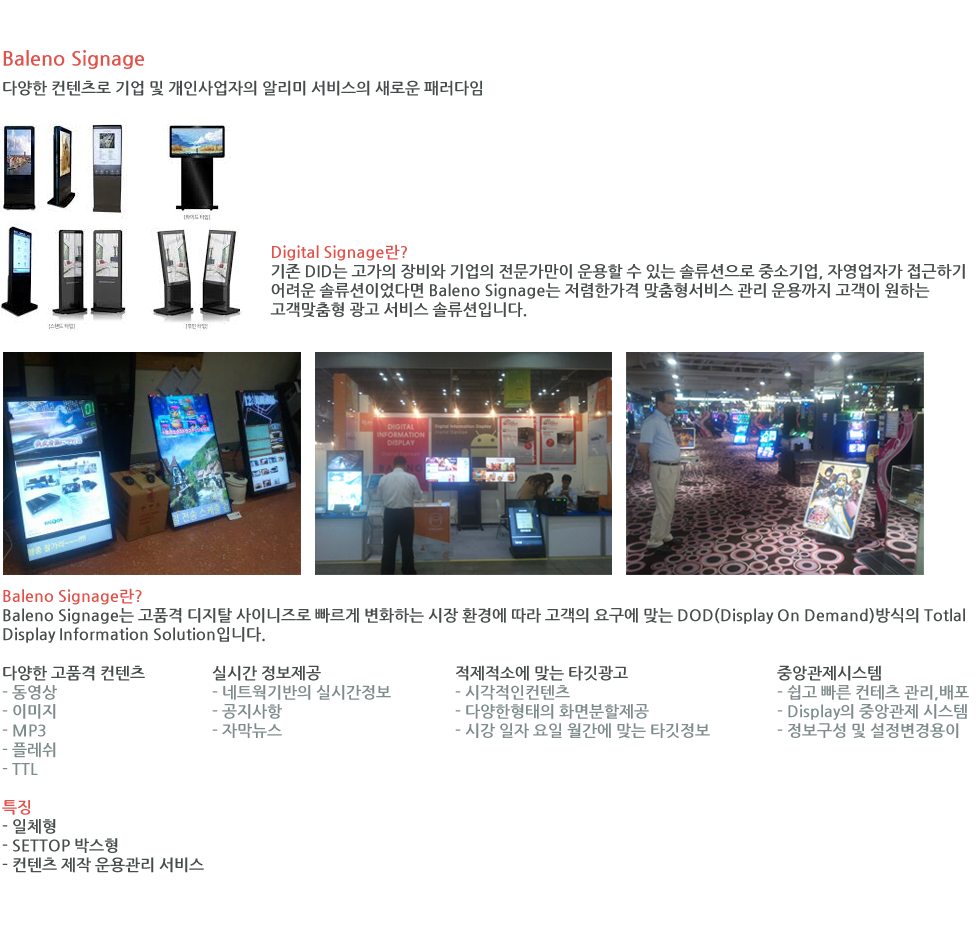 Baleno Signage
다양한 컨텐츠로 기업 및 개인사업자의 알리미 서비스의 새로운 패러다임
[와이드 타입]
Digital Signage란?
기존 DID는 고가의 장비와 기업의 전문가만이 운용할 수 있는 솔류션으로 중소기업, 자영업자가 접근하기
어려운 솔류션이었다면 Baleno Signage는 저렴한가격 맞춤형서비스 관리 운용까지 고객이 원하는
고객맞춤형 광고 서비스 솔류션입니다.
[스탠드 타입]
DIGITAL
INFORMATION
DISPLAY
Digital Information Display
Baleno Signage란?
Baleno Signage는 고품격 디지탈 사이니즈로 빠르게 변화하는 시장 환경에 따라 고객의 요구에 맞는 DOD(Display On Demand)방식의 Totlal
Display Information Solution입니다.
다양한 고품격 컨텐츠
- 동영상
- 이미지
- MP3
- 플레쉬
- TTL
실시간 정보제공
- 네트웍기반의 실시간정보
- 공지사항
- 자막뉴스
적제적소에 맞는 타깃광고
- 시각적인컨텐츠
- 다양한형태의 화면분할제공
- 시강 일자 요일 월간에 맞는 타깃정보
중앙관제시스템
- 쉽고 빠른 컨테츠 관리,배포
- Display의 중앙관제 시스템
- 정보구성 및 설정변경용이
특징
- 일체형
- SETTOP 박스형
- 컨텐츠 제작 운용관리 서비스